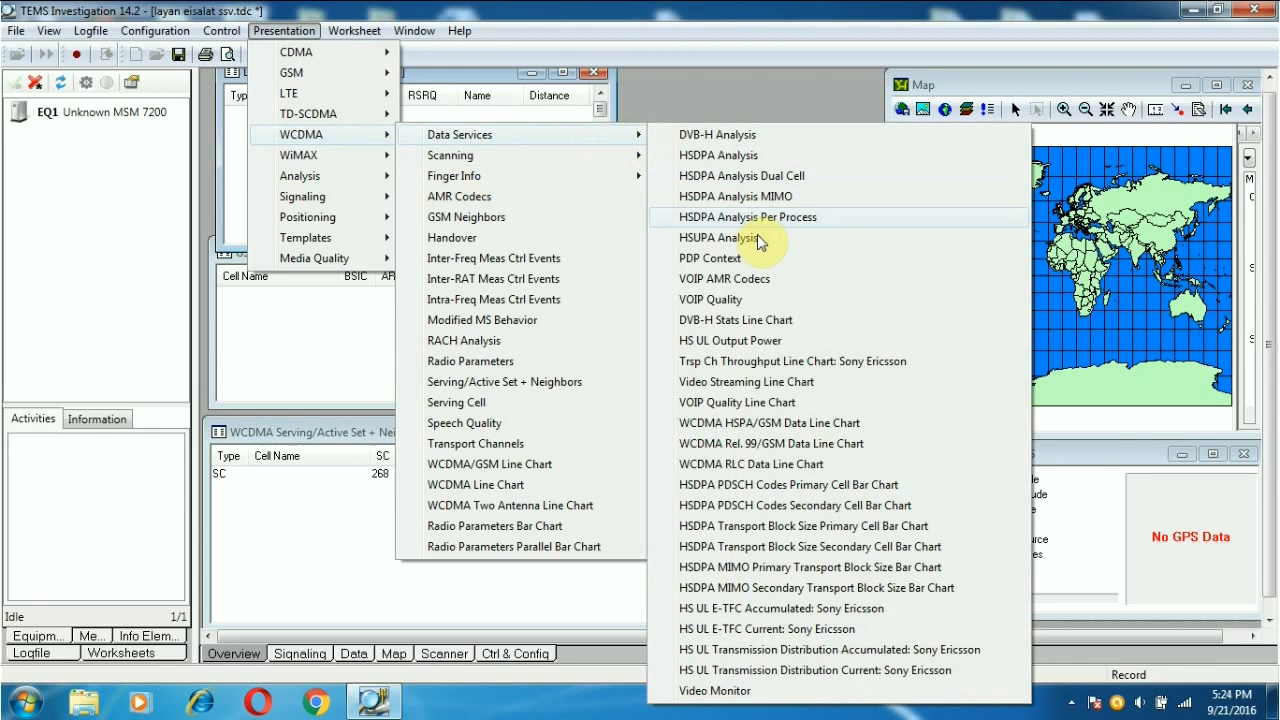 TEMS Investigation 14.2 - [layan eisalat ssv.tdc *]
File View Logfile Configuration Control Presentation Worksheet Window Help
EQ1 Unknown MSM 7200
Activities Information
Idle 1/1
Equipm... Me... Info Elem...
Logfile Worksheets
CDMA
GSM
LTE
TD-SCDMA
WCDMA
WiMAX
Analysis
Signaling
Positioning
Templates
Media Quality
RSRQ Name Distance
Cell Name BSIC
WCDMA Serving/Active Set +
Type Cell Name SC
SC 268
Data Services
Scanning
Finger Info
AMR Codecs
GSM Neighbors
Handover
Inter-Freq Meas Ctrl Events
Inter-RAT Meas Ctrl Events
Intra-Freq Meas Ctrl Events
Modified MS Behavior
RACH Analysis
Radio Parameters
Serving/Active Set + Neighbors
Serving Cell
Speech Quality
Transport Channels
WCDMA/GSM Line Chart
WCDMA Line Chart
WCDMA Two Antenna Line Chart
Radio Parameters Bar Chart
Radio Parameters Parallel Bar Chart
DVB-H Analysis
HSDPA Analysis
HSDPA Analysis Dual Cell
HSDPA Analysis MIMO
HSDPA Analysis Per Process
HSUPA Analysis
PDP Context
VOIP AMR Codecs
VOIP Quality
DVB-H Stats Line Chart
HS UL Output Power
Trsp Ch Throughput Line Chart: Sony Ericsson
Video Streaming Line Chart
VOIP Quality Line Chart
WCDMA HSPA/GSM Data Line Chart
WCDMA Rel. 99/GSM Data Line Chart
WCDMA RLC Data Line Chart
HSDPA PDSCH Codes Primary Cell Bar Chart
HSDPA PDSCH Codes Secondary Cell Bar Chart
HSDPA Transport Block Size Primary Cell Bar Chart
HSDPA Transport Block Size Secondary Cell Bar Chart
HSDPA MIMO Primary Transport Block Size Bar Chart
HSDPA MIMO Secondary Transport Block Size Bar Chart
HS UL E-TFC Accumulated: Sony Ericsson
HS UL E-TFC Current: Sony Ericsson
HS UL Transmission Distribution Accumulated: Sony Ericsson
HS UL Transmission Distribution Current: Sony Ericsson
Video Monitor
Map
No GPS Data
Overview Signaling Data Map Scanner Ctrl & Config
Record
5:24 PM
9/21/2016